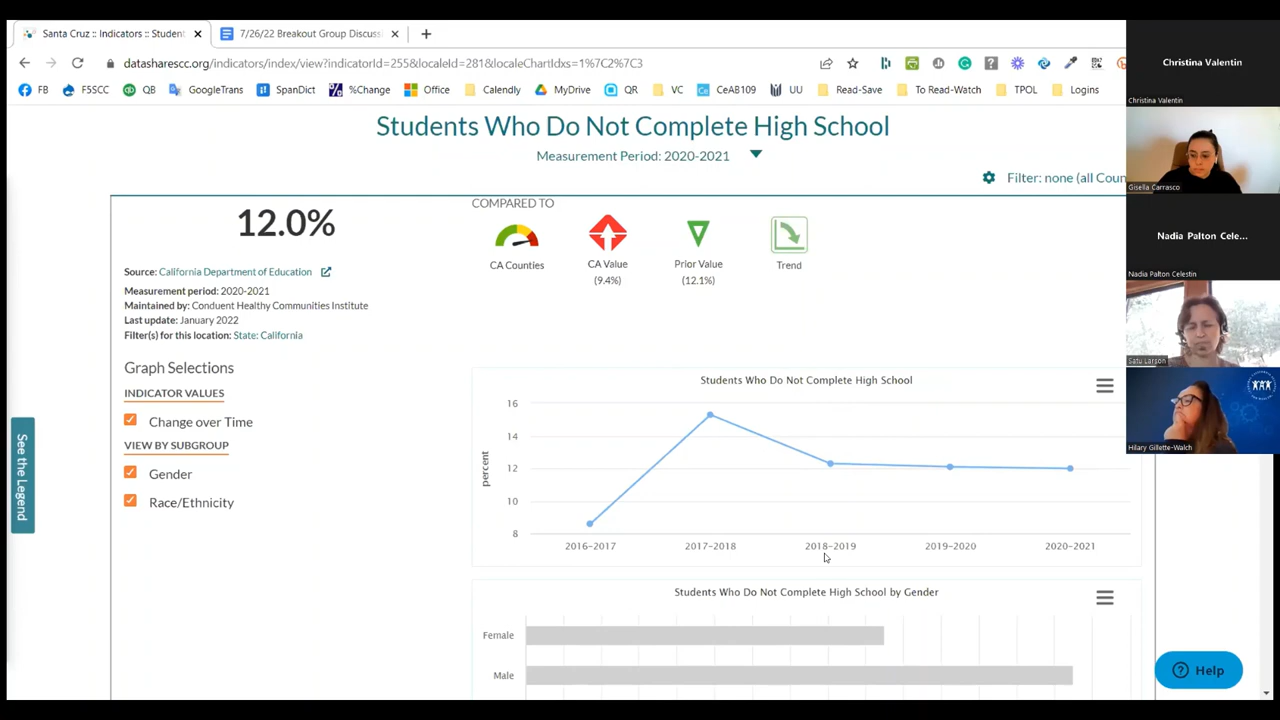 Santa Cruz :: Indicators :: Student
7/26/22 Breakout Group Discuss
datasharescc.org/indicators/index/view?indicatorId=255&localeId=281&localeChartIdxs=1%7C2%7C3
FB F5SCC QB GoogleTrans SpanDict %Change Office Calendly MyDrive QR VC CeAB109 UU Read-Save To Read-Watch TPOL Logins
Students Who Do Not Complete High School
Measurement Period: 2020-2021
Filter: none (all Coun
12.0%
Source: California Department of Education
Measurement period: 2020-2021
Maintained by: Conduent Healthy Communities Institute
Last update: January 2022
Filter(s) for this location: State: California
COMPARED TO
CA Counties
CA Value
(9.4%)
Prior Value
(12.1%)
Trend
Graph Selections
INDICATOR VALUES
Change over Time
VIEW BY SUBGROUP
Gender
Race/Ethnicity
See the Legend
Students Who Do Not Complete High School
percent
16
14
12
10
8
2016-2017 2017-2018 2018-2019 2019-2020 2020-2021
Students Who Do Not Complete High School by Gender
Female
Male
Help
Christina Valentin
Christina Valentin
Gisella Carrasco
Nadia Palton Cele...
Nadia Palton Celestin
Satu Larson
Hilary Gillette-Walch